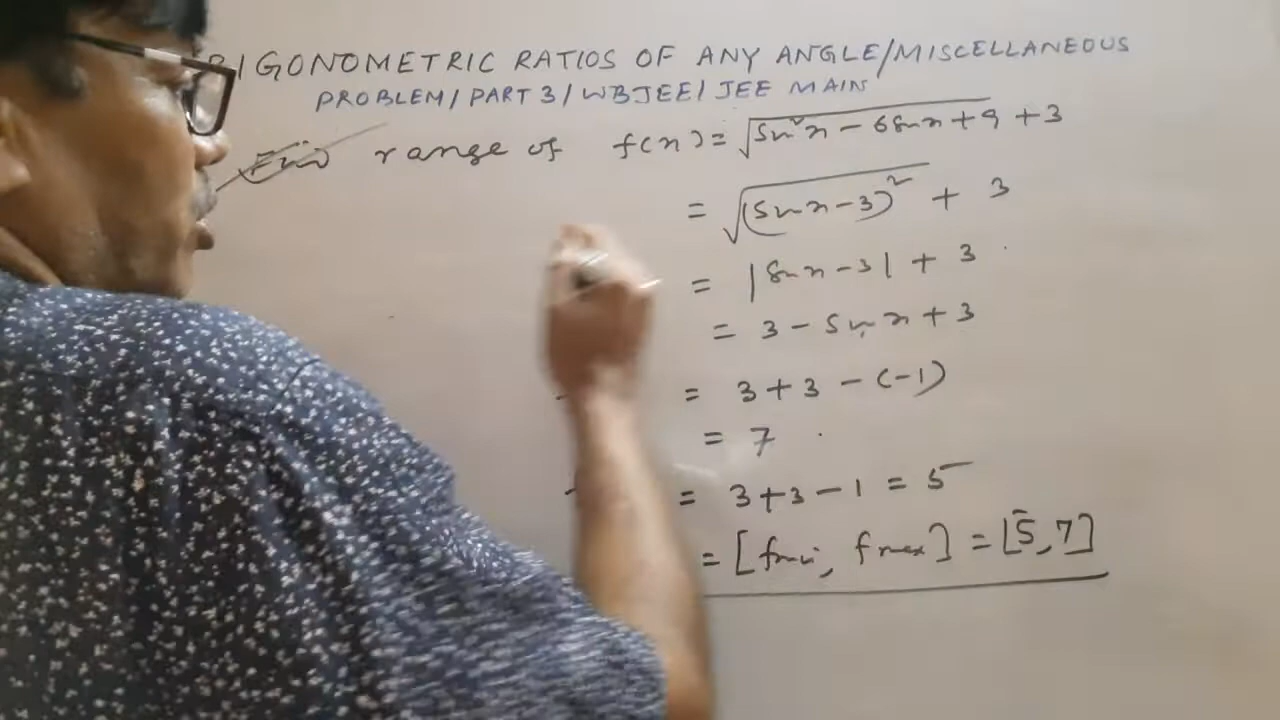 RIGONOMETRIC RATIOS OF ANY ANGLE/MISCELLANEOUS
PROBLEM/PART 3/WBJEE/JEE MAIN
Find range of f(x) = √(sin²x - 6sinx + 9) + 3
= √(sinx - 3)² + 3
= |sinx - 3| + 3
= 3 - sinx + 3
= 3 + 3 - (-1)
= 7
= 3 + 3 - 1 = 5
= [fmin, fmax] = [5, 7]